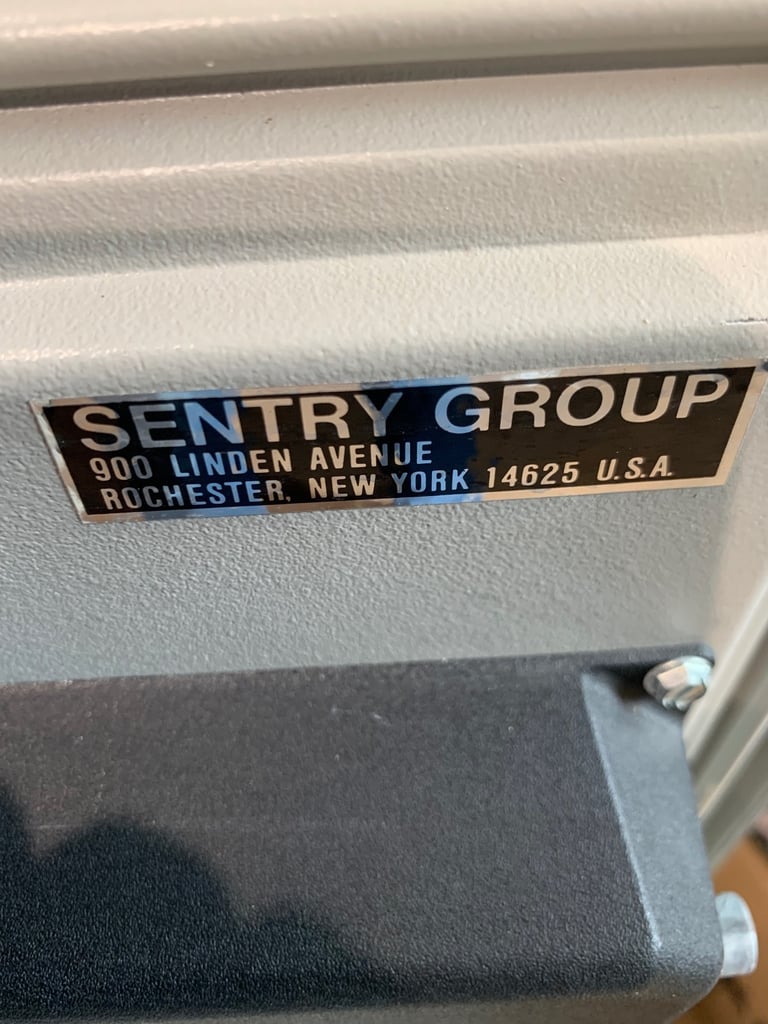 SENTRY GROUP
900 LINDEN AVENUE
ROCHESTER, NEW YORK 14625 U.S.A.